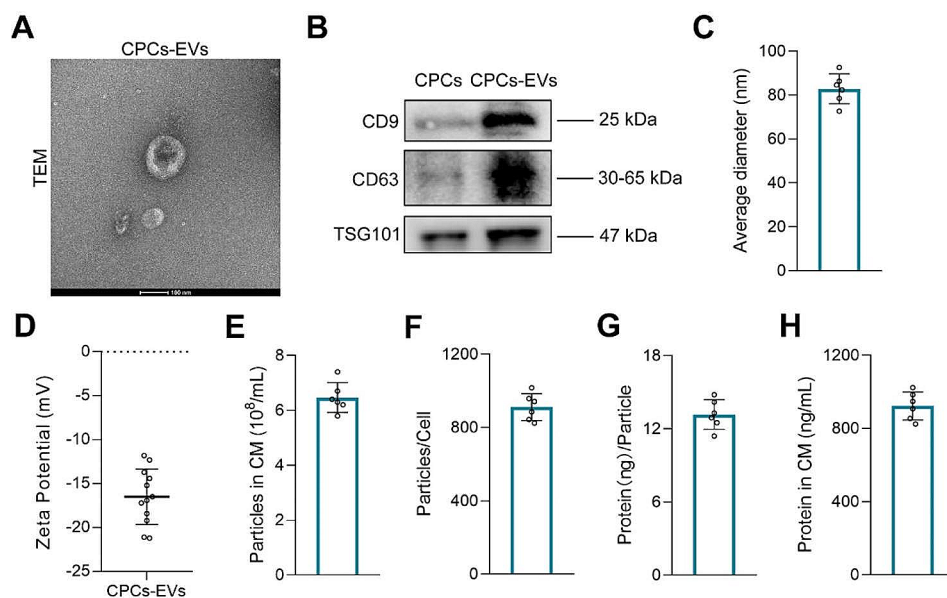 A
CPCs-EVs
TEM
100 nm
B
CPCs CPCs-EVs
CD9
25 kDa
CD63
30-65 kDa
TSG101
47 kDa
C
Average diameter (nm)
100
80
60
40
20
0
D
Zeta Potential (mV)
0
-5
-10
-15
-20
-25
CPCs-EVs
E
Particles in CM (10⁸/mL)
8
6
4
2
0
F
Particles/Cell
1200
800
400
0
G
Protein(ng)/Particle
18
12
6
0
H
Protein in CM (ng/mL)
1200
800
400
0